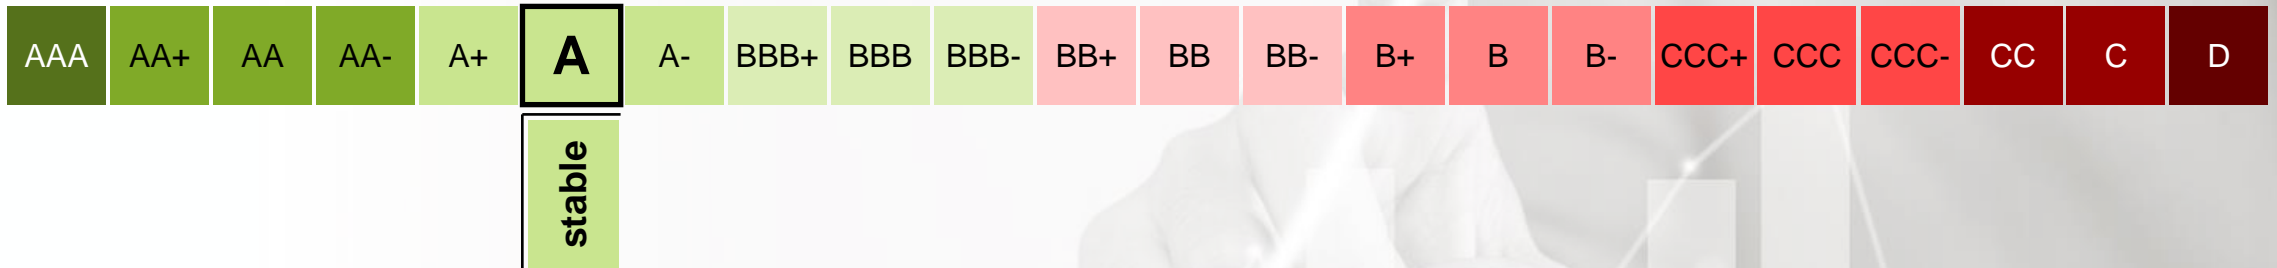 AAA AA+ AA AA- A+ A A- BBB+ BBB BBB- BB+ BB BB- B+ B B- CCC+ CCC CCC- CC C D
stable